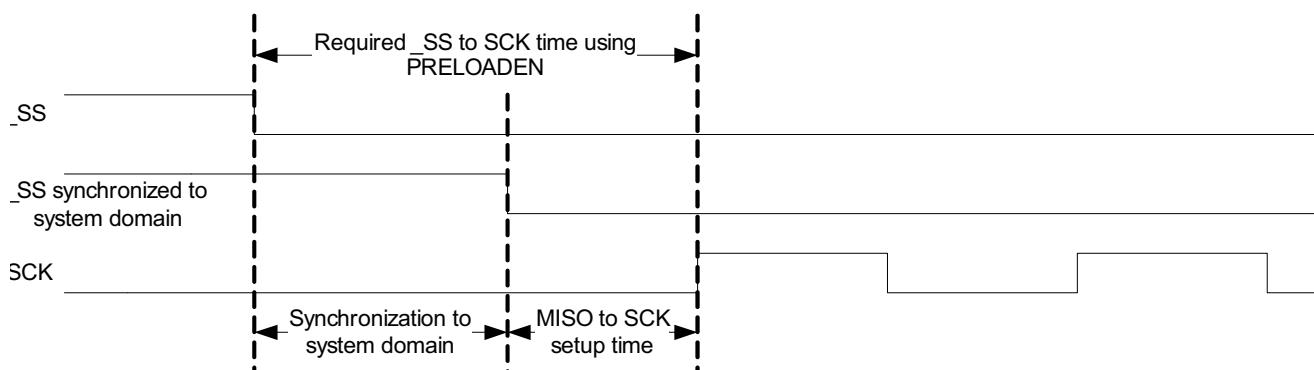 Required _SS to SCK time using
PRELOADEN
_SS
_SS synchronized to
system domain
SCK
Synchronization to
system domain
MISO to SCK
setup time